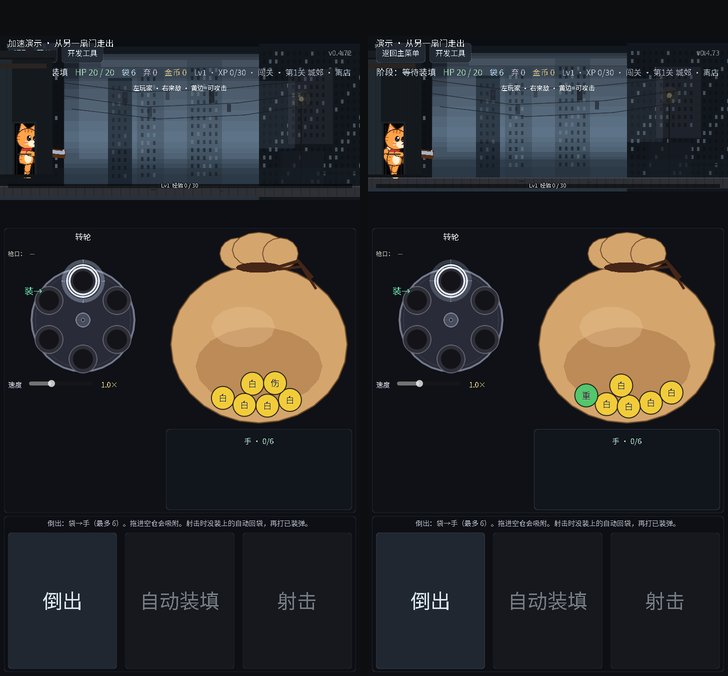 加速演示 · 从另一扇门走出
开发工具
装填 HP 20 / 20 袋 6 弃 0 金币 0 Lv1 · XP 0/30 · 闯关 · 第1关 城郊 · 离店
左玩家 · 右来敌 · 黄边=可攻击
Lv1 经验 0 / 30
转轮
枪口: —
装→
速度 1.0×
白 伤
白 白 白 白
手 · 0/6
倒出：袋→手（最多 6）。拖进空仓会吸附。射击时没装上的自动回袋，再打已装弹。
倒出 自动装填 射击
演示 · 从另一扇门走出
返回主菜单 开发工具
v0.4.73
阶段: 等待装填 HP 20 / 20 袋 6 弃 0 金币 0 Lv1 · XP 0/30 · 闯关 · 第1关 城郊 · 离店
左玩家 · 右来敌 · 黄边=可攻击
Lv1 经验 0 / 30
转轮
枪口: —
装→
速度 1.0×
白
重 白 白 白 白
手 · 0/6
倒出：袋→手（最多 6）。拖进空仓会吸附。射击时没装上的自动回袋，再打已装弹。
倒出 自动装填 射击